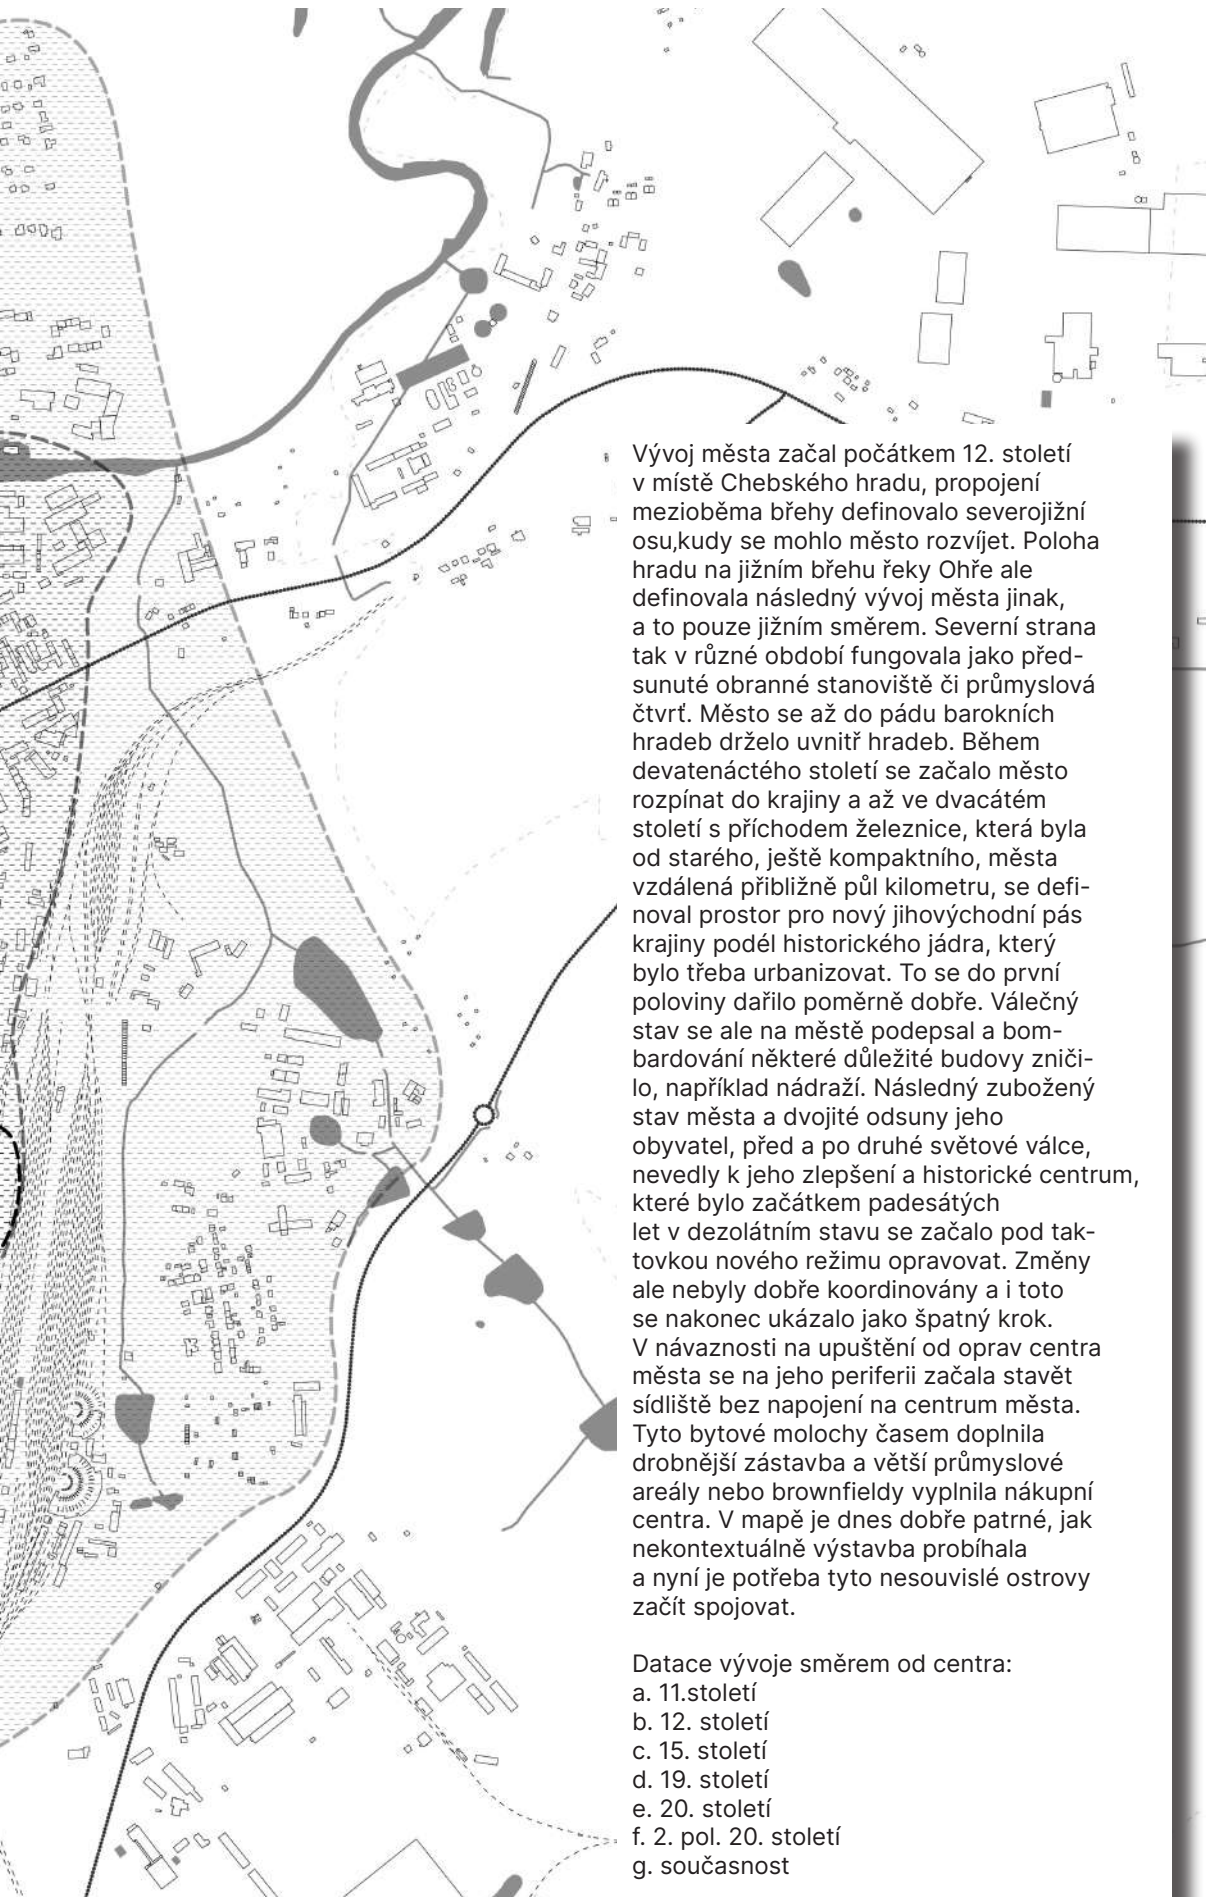 Vývoj města začal počátkem 12. století
v místě Chebského hradu, propojení
mezioběma břehy definovalo severojižní
osu,kudy se mohlo město rozvíjet. Poloha
hradu na jižním břehu řeky Ohře ale
definovala následný vývoj města jinak,
a to pouze jižním směrem. Severní strana
tak v různé období fungovala jako před-
sunuté obranné stanoviště či průmyslová
čtvrť. Město se až do pádu barokních
hradeb drželo uvnitř hradeb. Během
devatenáctého století se začalo město
rozpínat do krajiny a až ve dvacátém
století s příchodem železnice, která byla
od starého, ještě kompaktního, města
vzdálená přibližně půl kilometru, se defi-
noval prostor pro nový jihovýchodní pás
krajiny podél historického jádra, který
bylo třeba urbanizovat. To se do první
poloviny dařilo poměrně dobře. Válečný
stav se ale na městě podepsal a bom-
bardování některé důležité budovy zniči-
lo, například nádraží. Následný zubožený
stav města a dvojité odsuny jeho
obyvatel, před a po druhé světové válce,
nevedly k jeho zlepšení a historické centrum,
které bylo začátkem padesátých
let v dezolátním stavu se začalo pod tak-
tovkou nového režimu opravovat. Změny
ale nebyly dobře koordinovány a i toto
se nakonec ukázalo jako špatný krok.
V návaznosti na upuštění od oprav centra
města se na jeho periferii začala stavět
sídliště bez napojení na centrum města.
Tyto bytové molochy časem doplnila
drobnější zástavba a větší průmyslové
areály nebo brownfieldy vyplnila nákupní
centra. V mapě je dnes dobře patrné, jak
nekontextuálně výstavba probíhala
a nyní je potřeba tyto nesouvislé ostrovy
začít spojovat.
Datace vývoje směrem od centra:
a. 11.století
b. 12. století
c. 15. století
d. 19. století
e. 20. století
f. 2. pol. 20. století
g. současnost